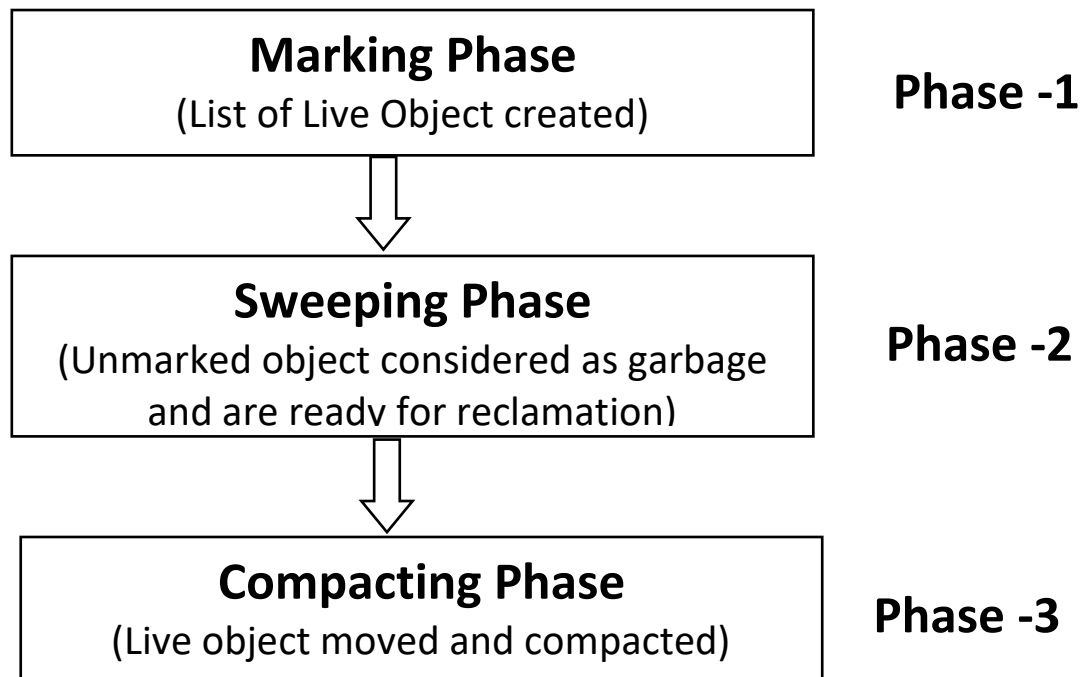 Marking Phase
(List of Live Object created)
Phase -1
Sweeping Phase
(Unmarked object considered as garbage
and are ready for reclamation)
Phase -2
Compacting Phase
(Live object moved and compacted)
Phase -3